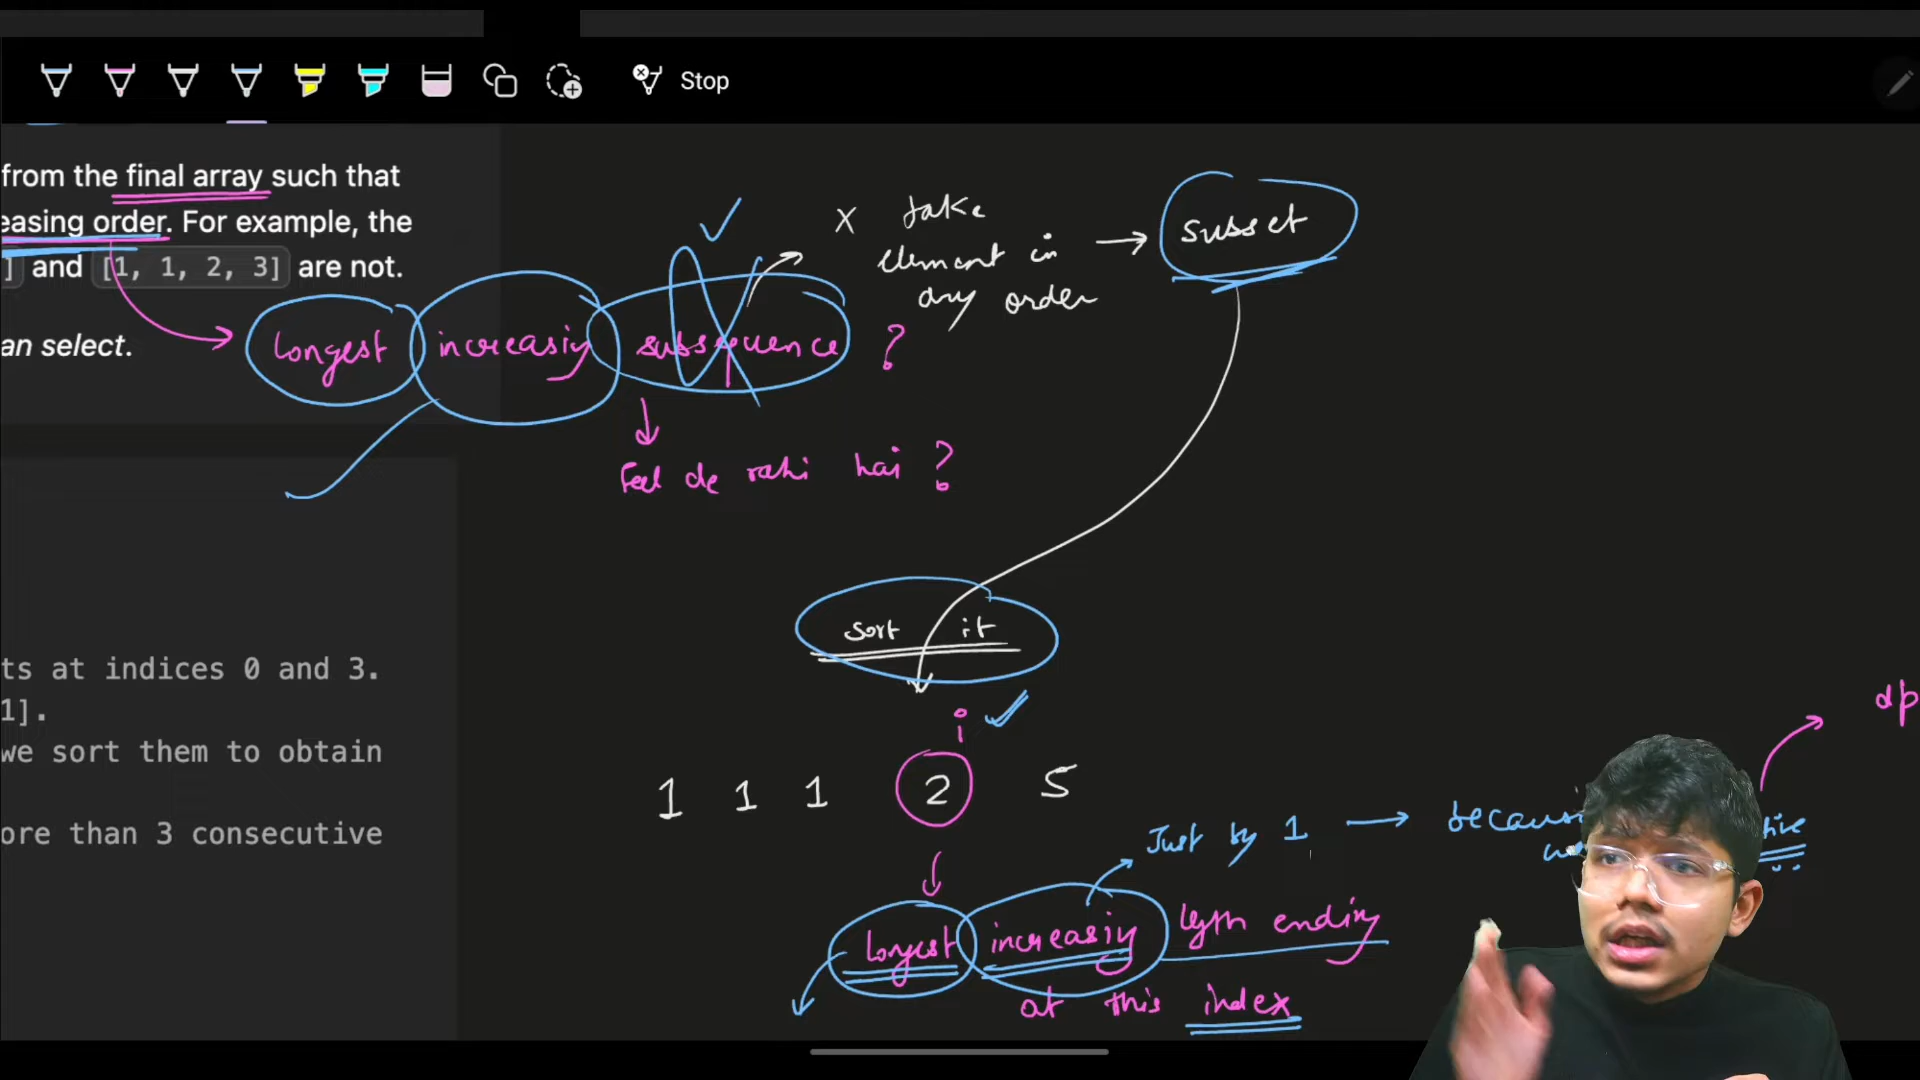 Stop
from the final array such that
easing order. For example, the
] and [1, 1, 2, 3] are not.
an select.
X take
element in
any order
subset
longest increasing subsequence ?
Feel de rahi hai ?
sort it
ts at indices 0 and 3.
1].
we sort them to obtain
ore than 3 consecutive
i
1 1 1 2 5
dp
Just by 1
longest increasing lgth ending
at this index